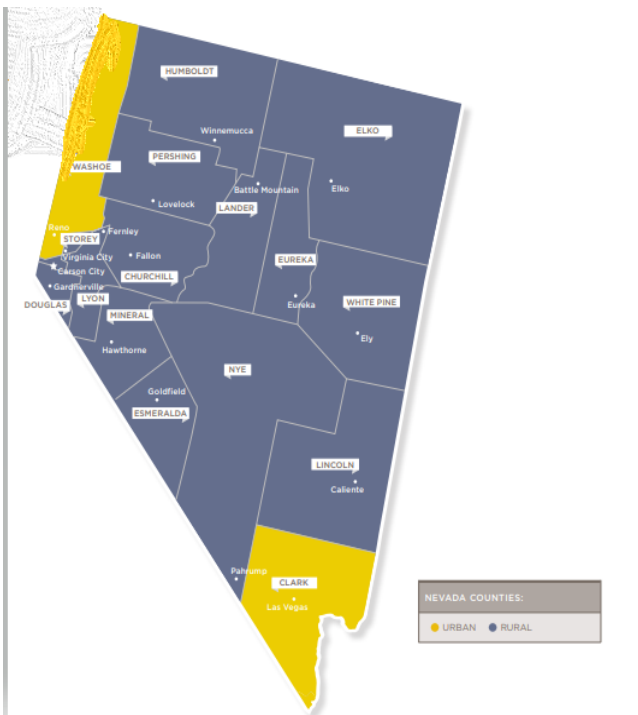 HUMBOLDT
ELKO
Winnemucca
PERSHING
WASHOE
Battle Mountain
Elko
Lovelock
LANDER
Reno
Fernley
STOREY
Virginia City
Fallon
EUREKA
Carson City
CHURCHILL
Gardnerville
LYON
DOUGLAS
Eureka
WHITE PINE
MINERAL
Ely
Hawthorne
NYE
Goldfield
ESMERALDA
LINCOLN
Caliente
Pahrump
CLARK
Las Vegas
NEVADA COUNTIES:
URBAN RURAL